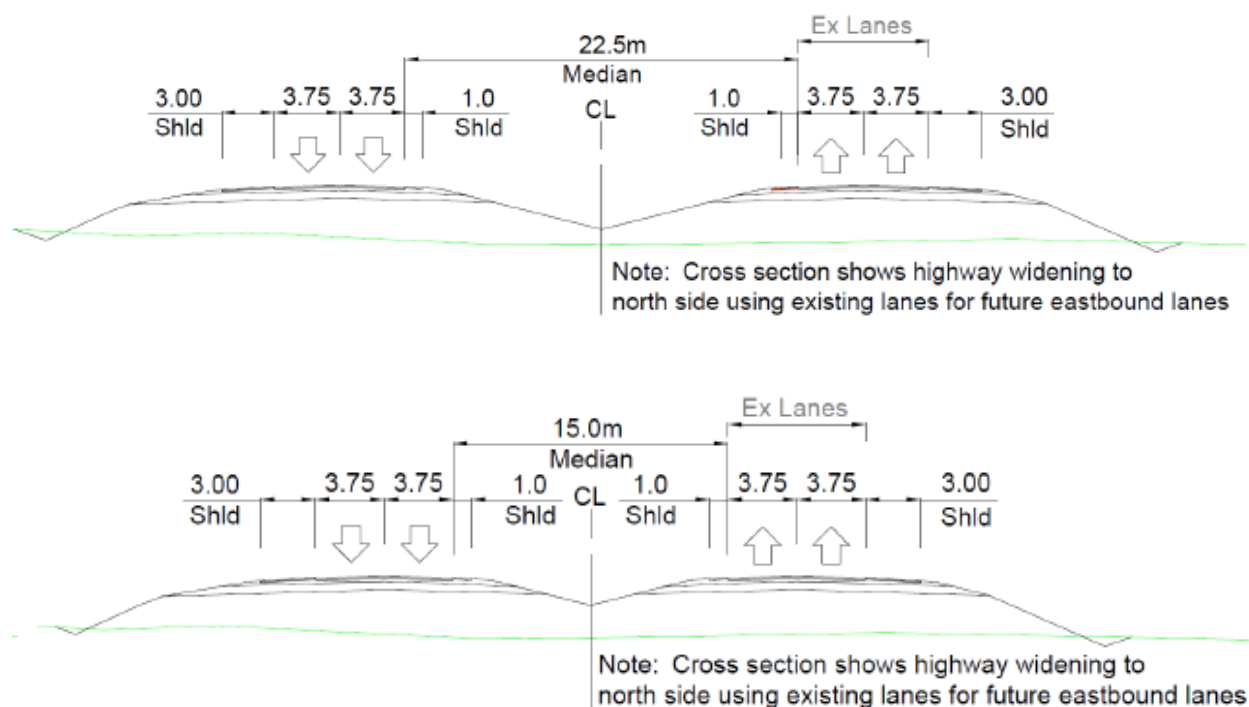 Ex Lanes
22.5m
Median
3.00 3.75 3.75 1.0 CL 1.0 3.75 3.75 3.00
Shld Shld Shld Shld
Note: Cross section shows highway widening to
north side using existing lanes for future eastbound lanes
Ex Lanes
15.0m
Median
3.00 3.75 3.75 1.0 CL 1.0 3.75 3.75 3.00
Shld Shld Shld Shld
Note: Cross section shows highway widening to
north side using existing lanes for future eastbound lanes